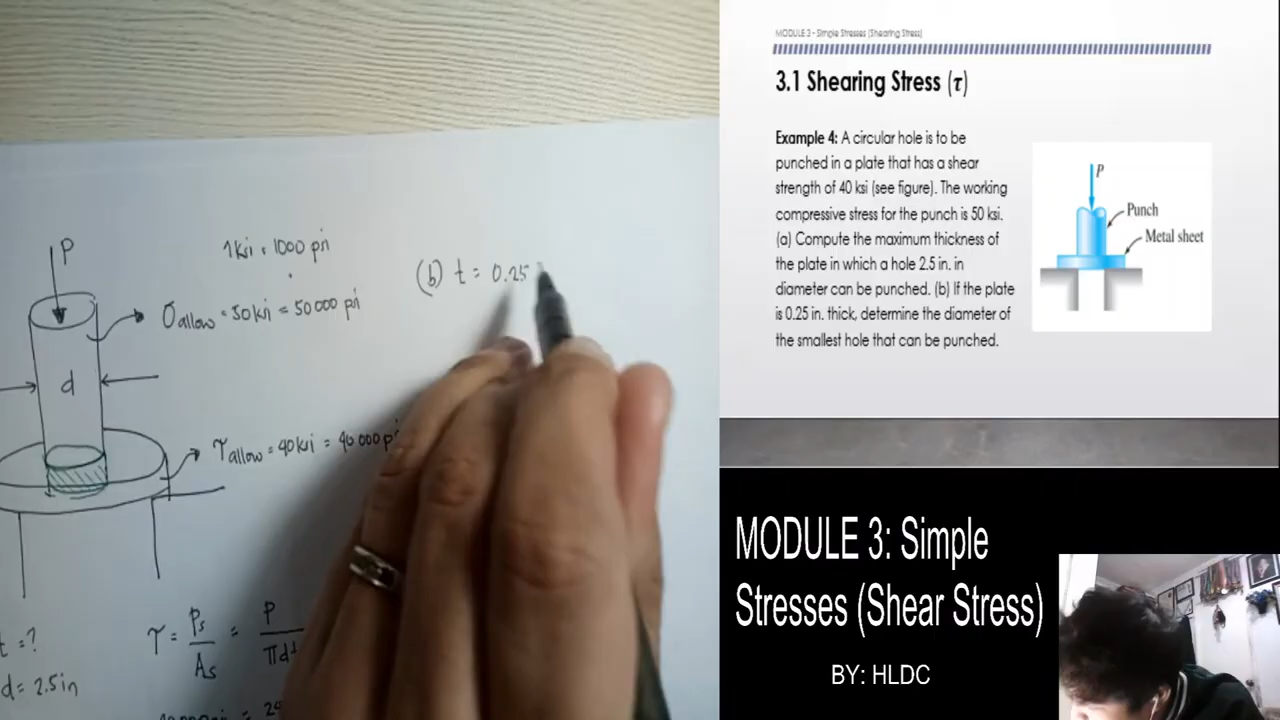 P
1ksi = 1000 psi
σallow = 50ksi = 50000 psi
d
τallow = 40ksi = 40000 psi
t = ?
d = 2.5in
τ = Ps/As = P/πdt
(b) t = 0.25
MODULE 3 - Simple Stresses (Shearing Stress)
3.1 Shearing Stress (τ)
Example 4: A circular hole is to be
punched in a plate that has a shear
strength of 40 ksi (see figure). The working
compressive stress for the punch is 50 ksi.
(a) Compute the maximum thickness of
the plate in which a hole 2.5 in. in
diameter can be punched. (b) If the plate
is 0.25 in. thick, determine the diameter of
the smallest hole that can be punched.
P
Punch
Metal sheet
MODULE 3: Simple
Stresses (Shear Stress)
BY: HLDC